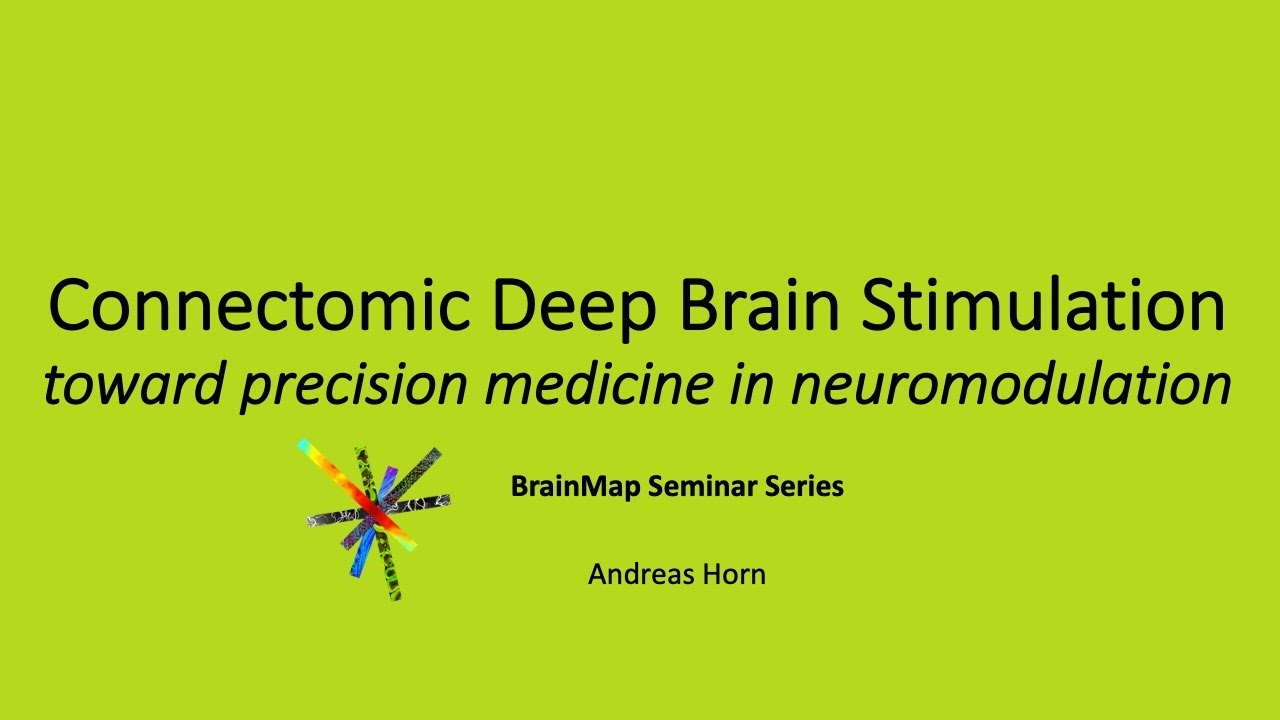 Connectomic Deep Brain Stimulation
toward precision medicine in neuromodulation
BrainMap Seminar Series
Andreas Horn